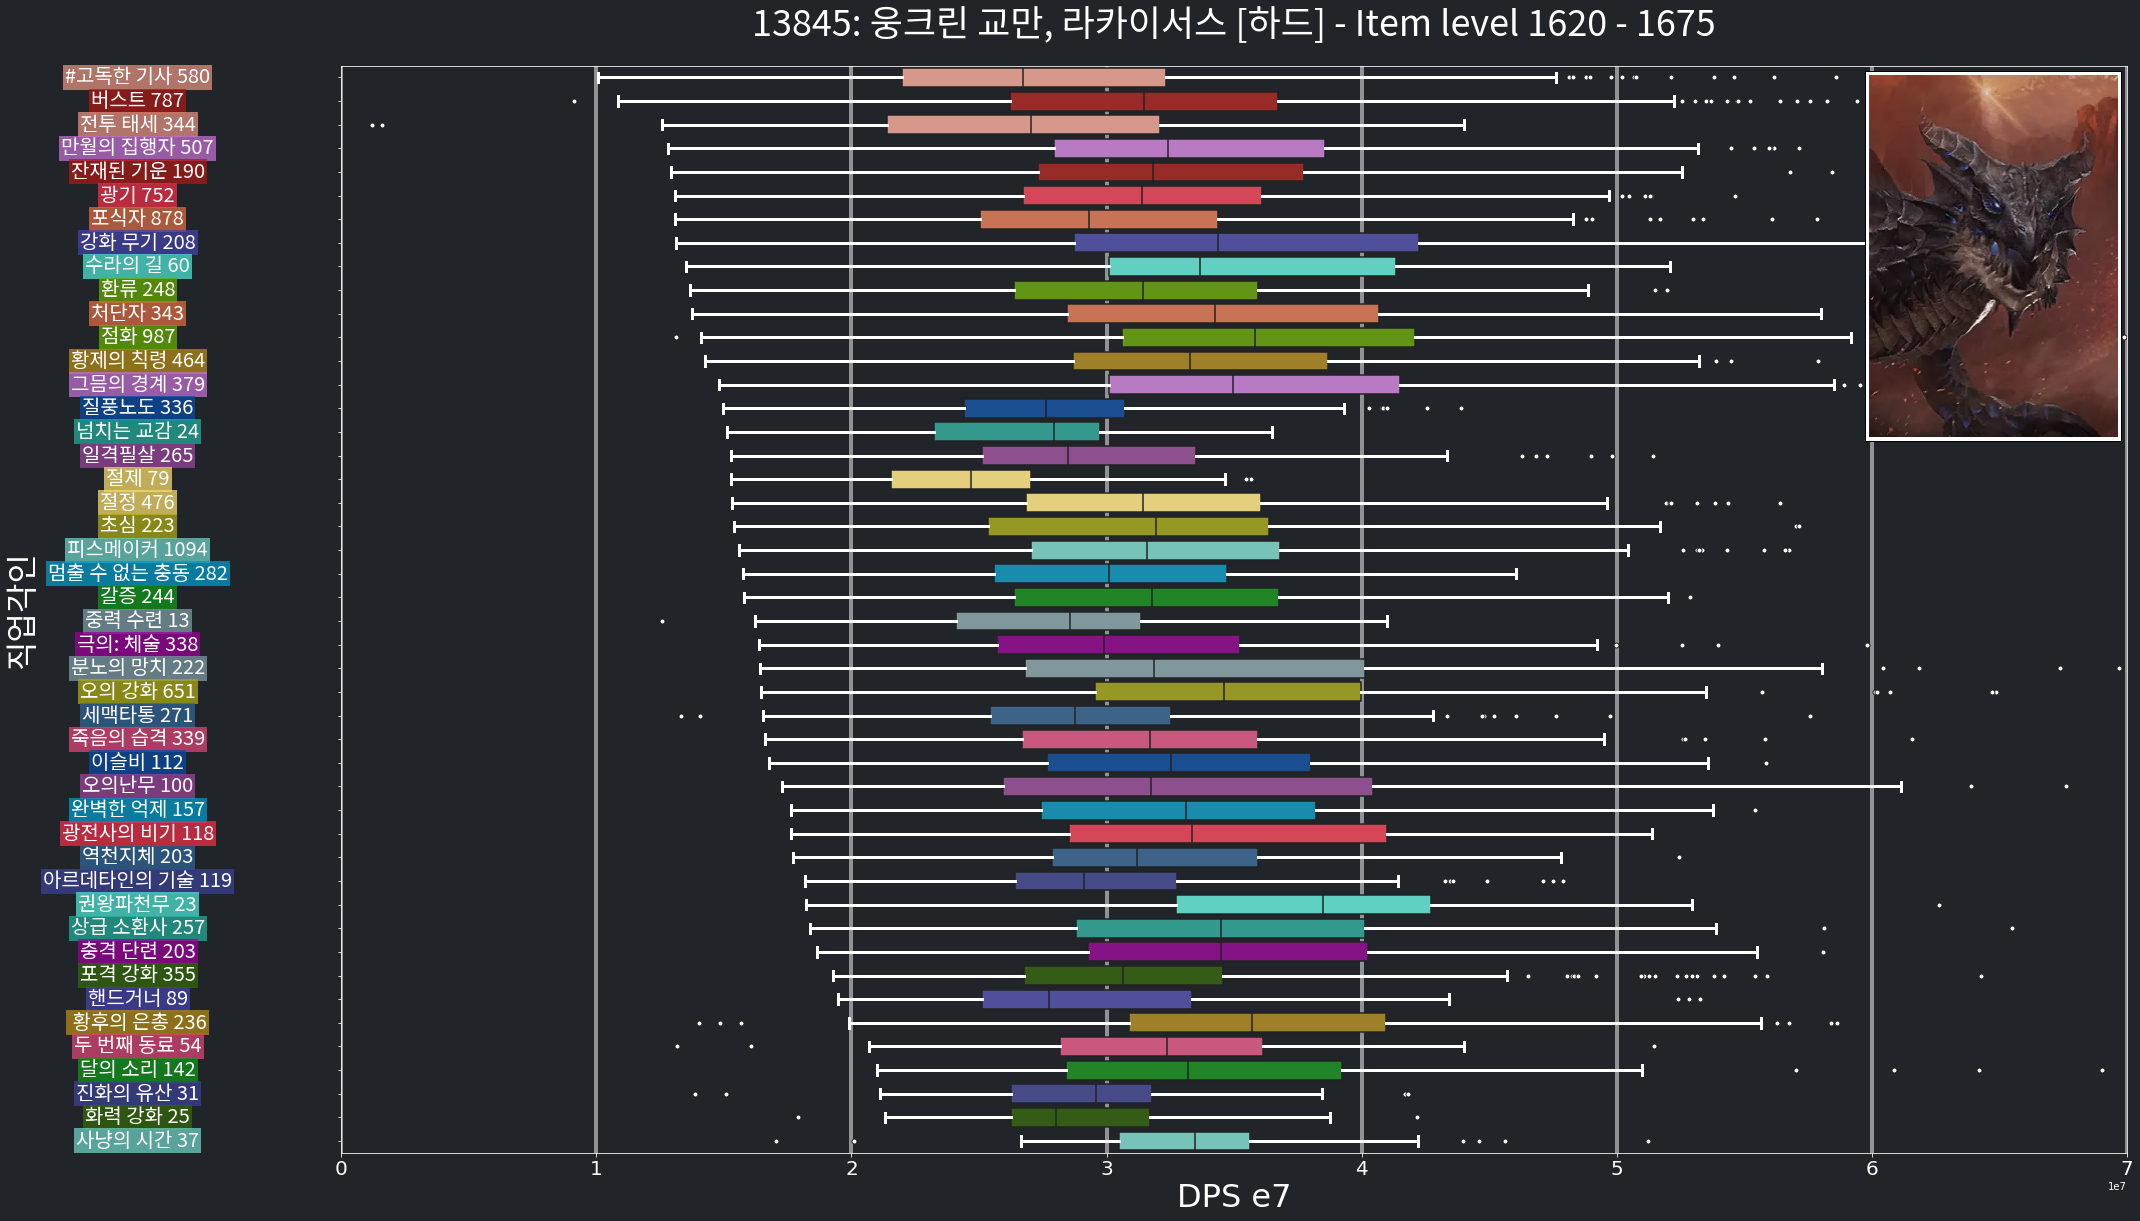 13845: 웅크린 교만, 라카이서스 [하드] - Item level 1620 - 1675
#고독한 기사 580
버스트 787
전투 태세 344
만월의 집행자 507
잔재된 기운 190
광기 752
포식자 878
강화 무기 208
수라의 길 60
환류 248
처단자 343
점화 987
황제의 칙령 464
그믐의 경계 379
질풍노도 336
넘치는 교감 24
일격필살 265
절제 79
절정 476
초심 223
피스메이커 1094
멈출 수 없는 충동 282
갈증 244
중력 수련 13
극의: 체술 338
분노의 망치 222
오의 강화 651
세맥타통 271
죽음의 습격 339
이슬비 112
오의난무 100
완벽한 억제 157
광전사의 비기 118
역천지체 203
아르데타인의 기술 119
권왕파천무 23
상급 소환사 257
충격 단련 203
포격 강화 355
핸드거너 89
황후의 은총 236
두 번째 동료 54
달의 소리 142
진화의 유산 31
화력 강화 25
사냥의 시간 37
직업각인
0 1 2 3 4 5 6 7
1e7
DPS e7